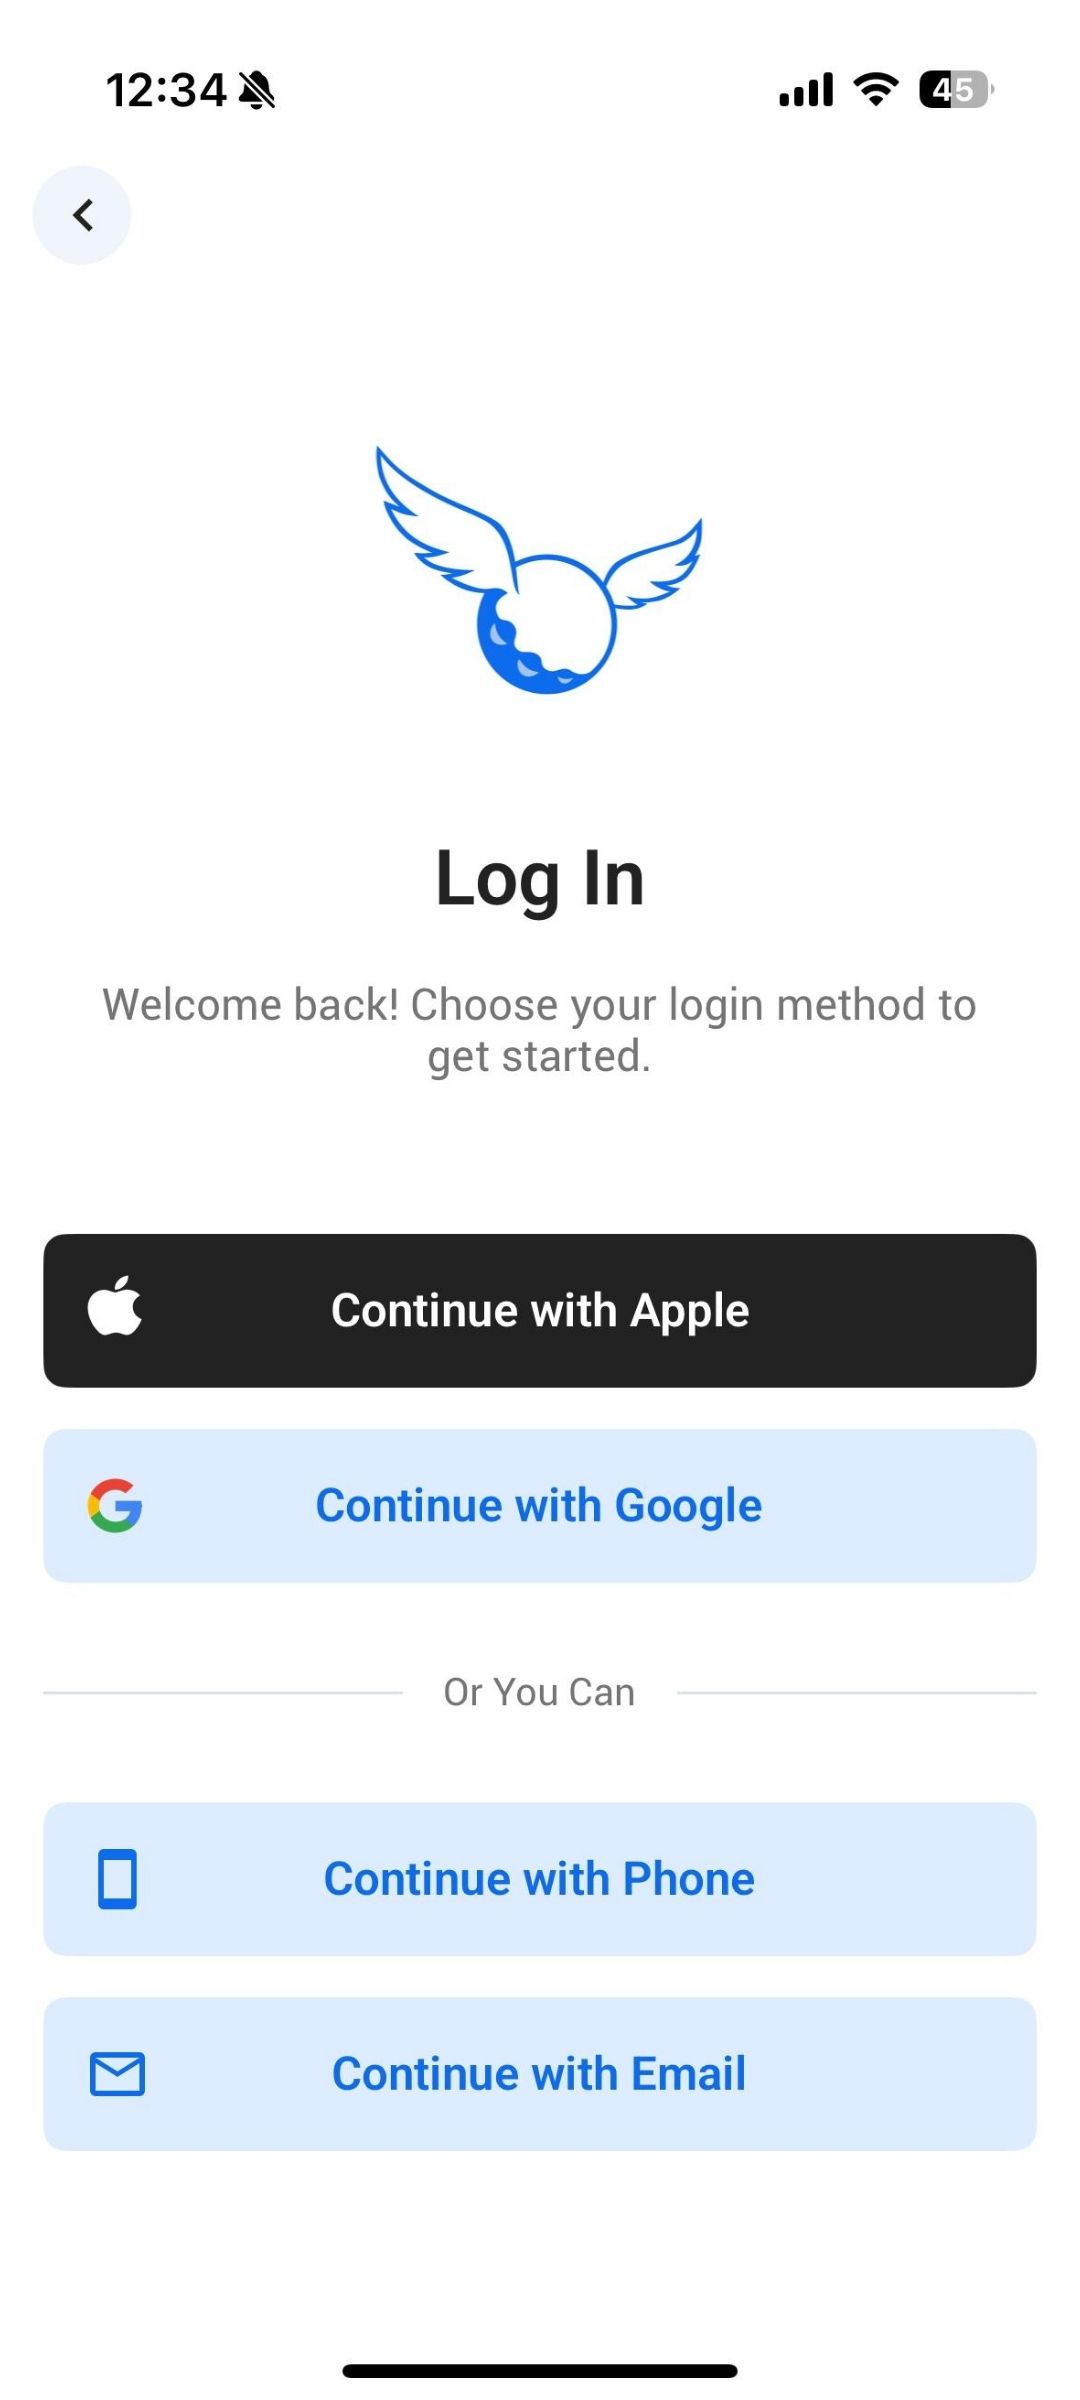 12:34
45
Log In
Welcome back! Choose your login method to
get started.
Continue with Apple
Continue with Google
Or You Can
Continue with Phone
Continue with Email